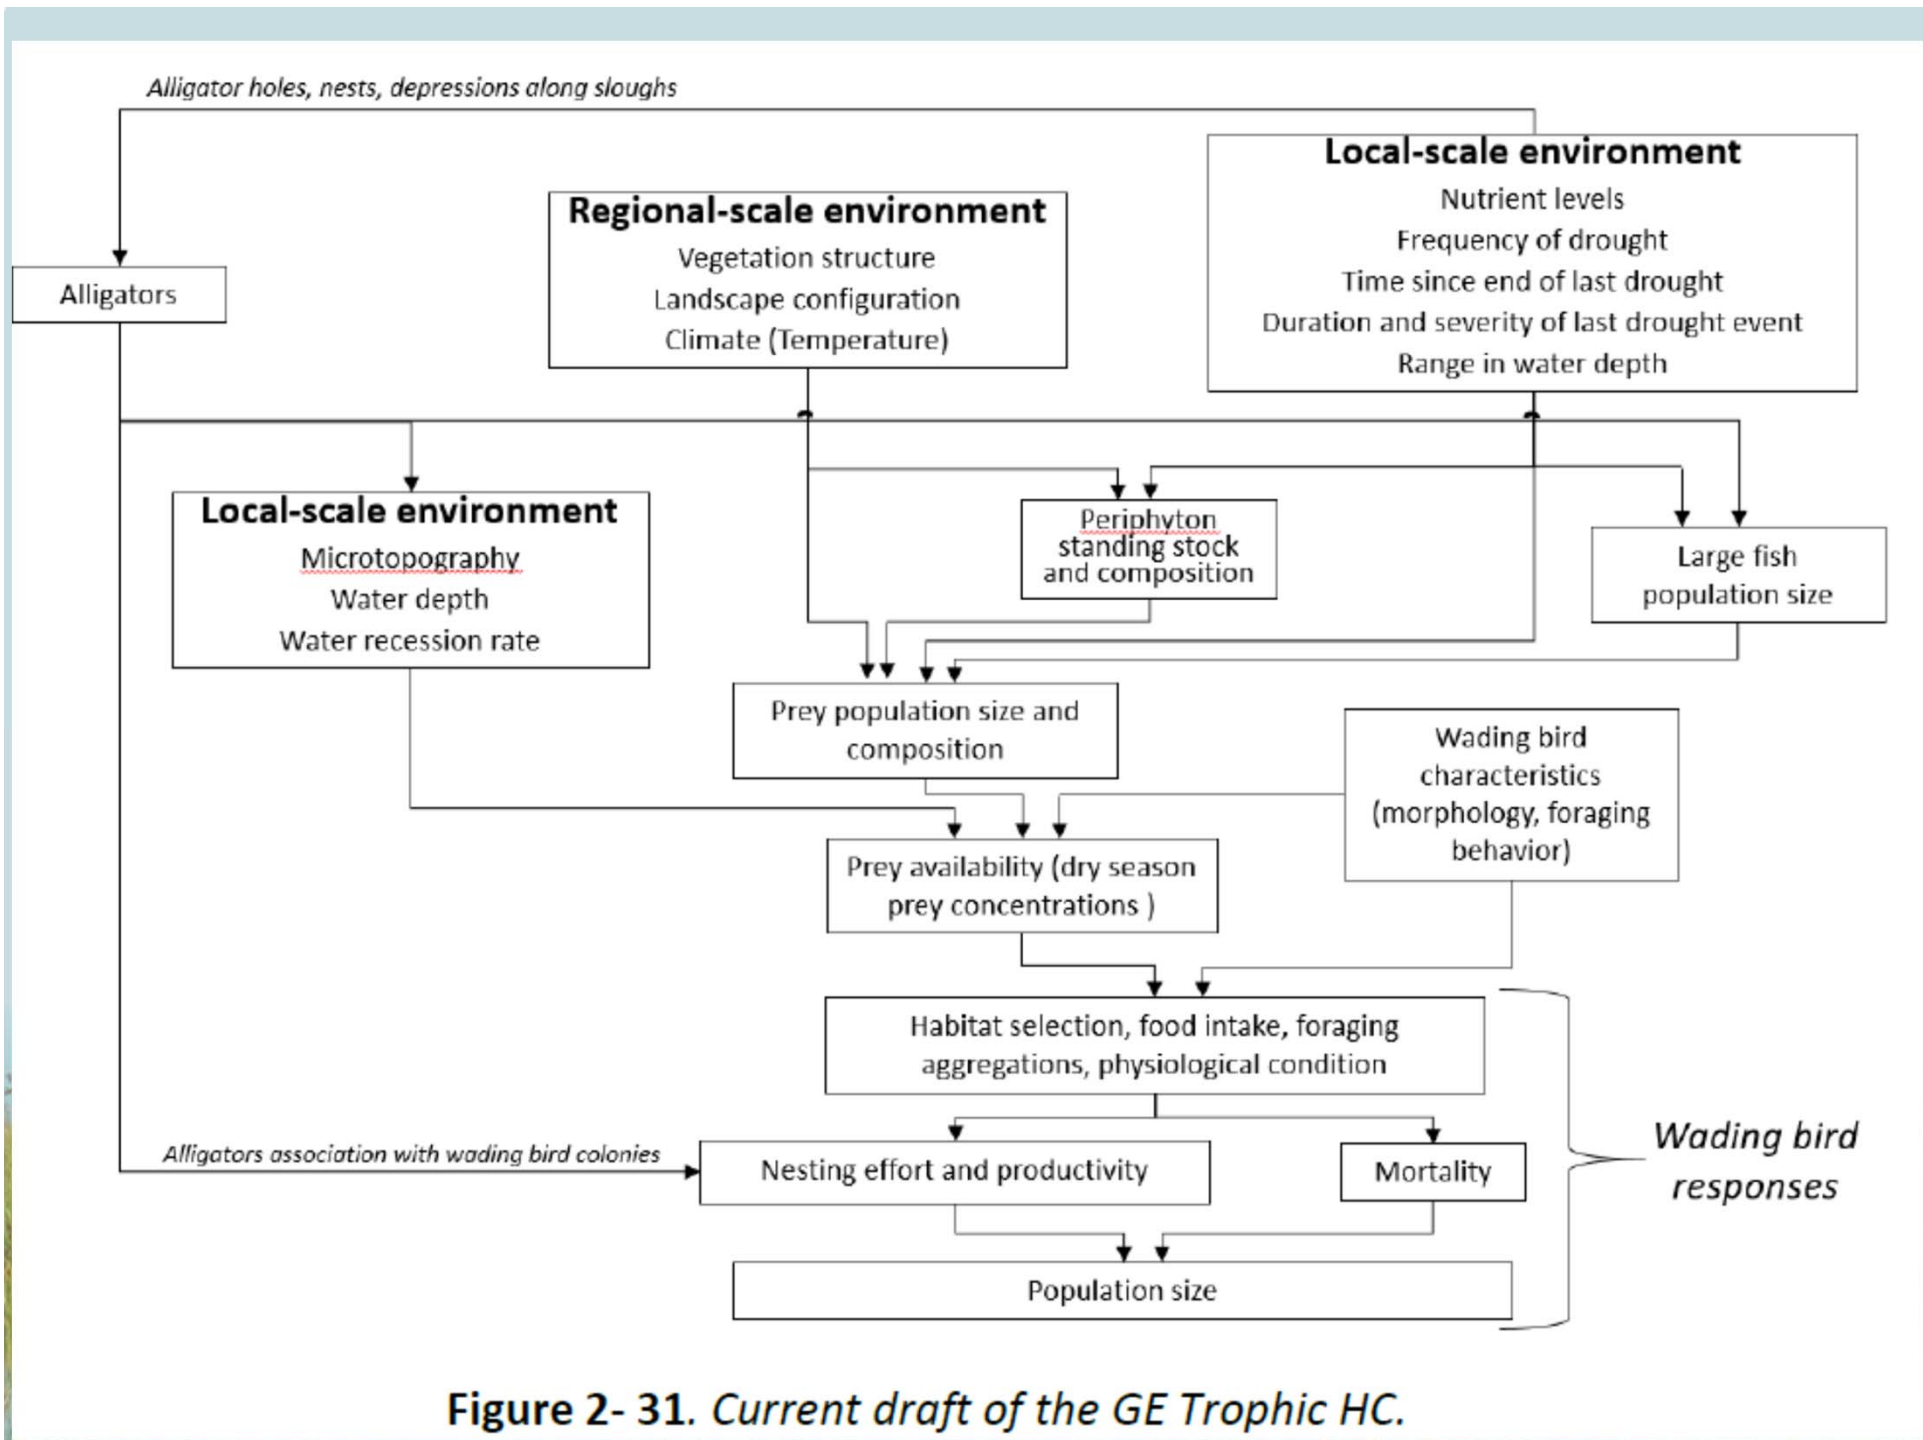 Alligator holes, nests, depressions along sloughs
Local-scale environment
Nutrient levels
Frequency of drought
Time since end of last drought
Duration and severity of last drought event
Range in water depth
Regional-scale environment
Vegetation structure
Landscape configuration
Climate (Temperature)
Alligators
Local-scale environment
Microtopography
Water depth
Water recession rate
Periphyton
standing stock
and composition
Large fish
population size
Prey population size and
composition
Wading bird
characteristics
(morphology, foraging
behavior)
Prey availability (dry season
prey concentrations )
Habitat selection, food intake, foraging
aggregations, physiological condition
Alligators association with wading bird colonies
Nesting effort and productivity
Mortality
Wading bird
responses
Population size
Figure 2- 31. Current draft of the GE Trophic HC.